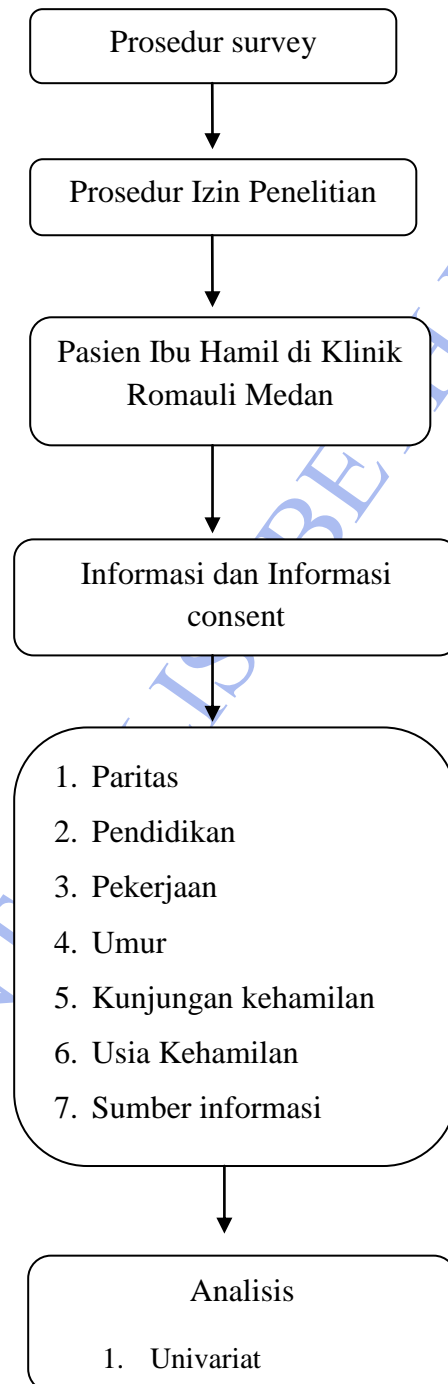 Prosedur survey
Prosedur Izin Penelitian
Pasien Ibu Hamil di Klinik
Romauli Medan
Informasi dan Informasi
consent
1. Paritas
2. Pendidikan
3. Pekerjaan
4. Umur
5. Kunjungan kehamilan
6. Usia Kehamilan
7. Sumber informasi
Analisis
1. Univariat